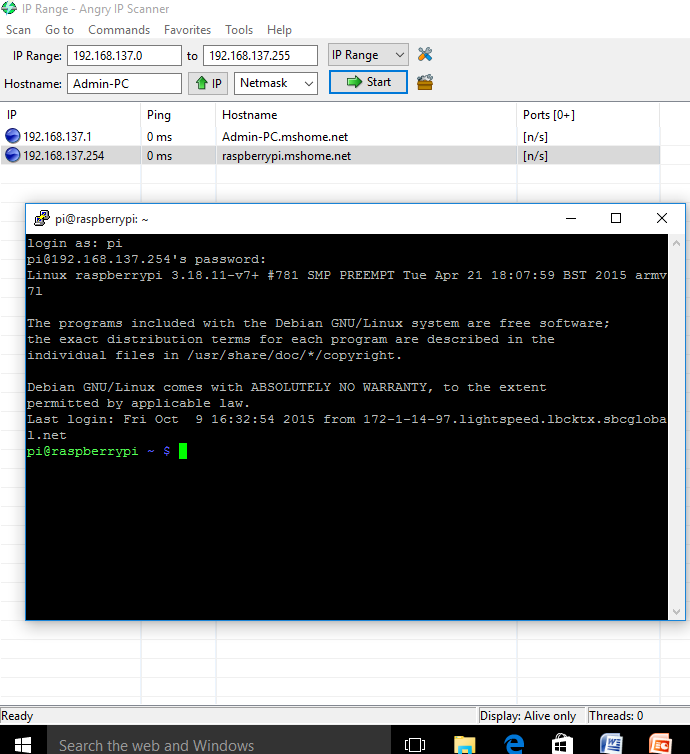 IP Range - Angry IP Scanner
Scan Go to Commands Favorites Tools Help
IP Range: 192.168.137.0 to 192.168.137.255 IP Range
Hostname: Admin-PC IP Netmask Start
IP Ping Hostname Ports [0+]
192.168.137.1 0 ms Admin-PC.mshome.net [n/s]
192.168.137.254 0 ms raspberrypi.mshome.net [n/s]
pi@raspberrypi: ~
login as: pi
pi@192.168.137.254's password:
Linux raspberrypi 3.18.11-v7+ #781 SMP PREEMPT Tue Apr 21 18:07:59 BST 2015 armv
7l
The programs included with the Debian GNU/Linux system are free software;
the exact distribution terms for each program are described in the
individual files in /usr/share/doc/*/copyright.
Debian GNU/Linux comes with ABSOLUTELY NO WARRANTY, to the extent
permitted by applicable law.
Last login: Fri Oct  9 16:32:54 2015 from 172-1-14-97.lightspeed.lbcktx.sbcgloba
l.net
pi@raspberrypi ~ $
Ready Display: Alive only Threads: 0
Search the web and Windows